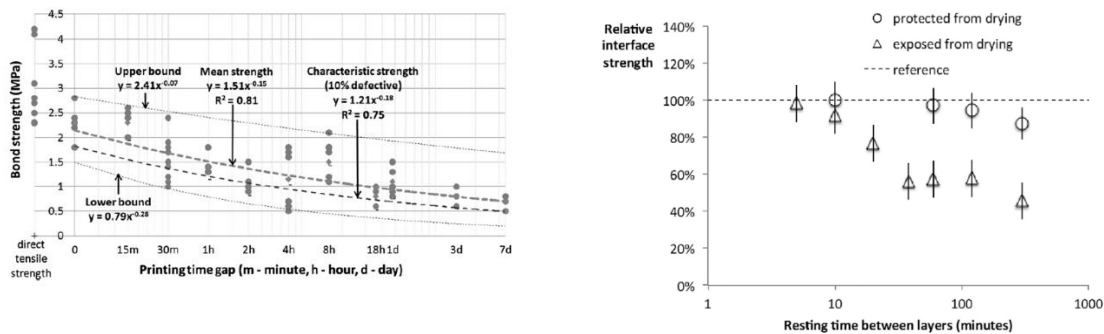 4.5
4
3.5
3
2.5
2
1.5
1
0.5
0
Bond strength (MPa)
Upper bound
y = 2.41x-0.07
Mean strength
y = 1.51x-0.15
R2 = 0.81
Characteristic strength
(10% defective)
y = 1.21x-0.18
R2 = 0.75
Lower bound
y = 0.79x-0.28
direct
tensile
strength
0 15m 30m 1h 2h 4h 8h 18h 1d 3d 7d
Printing time gap (m - minute, h - hour, d - day)
Relative
interface
strength
140%
120%
100%
80%
60%
40%
20%
0%
protected from drying
exposed from drying
reference
1 10 100 1000
Resting time between layers (minutes)